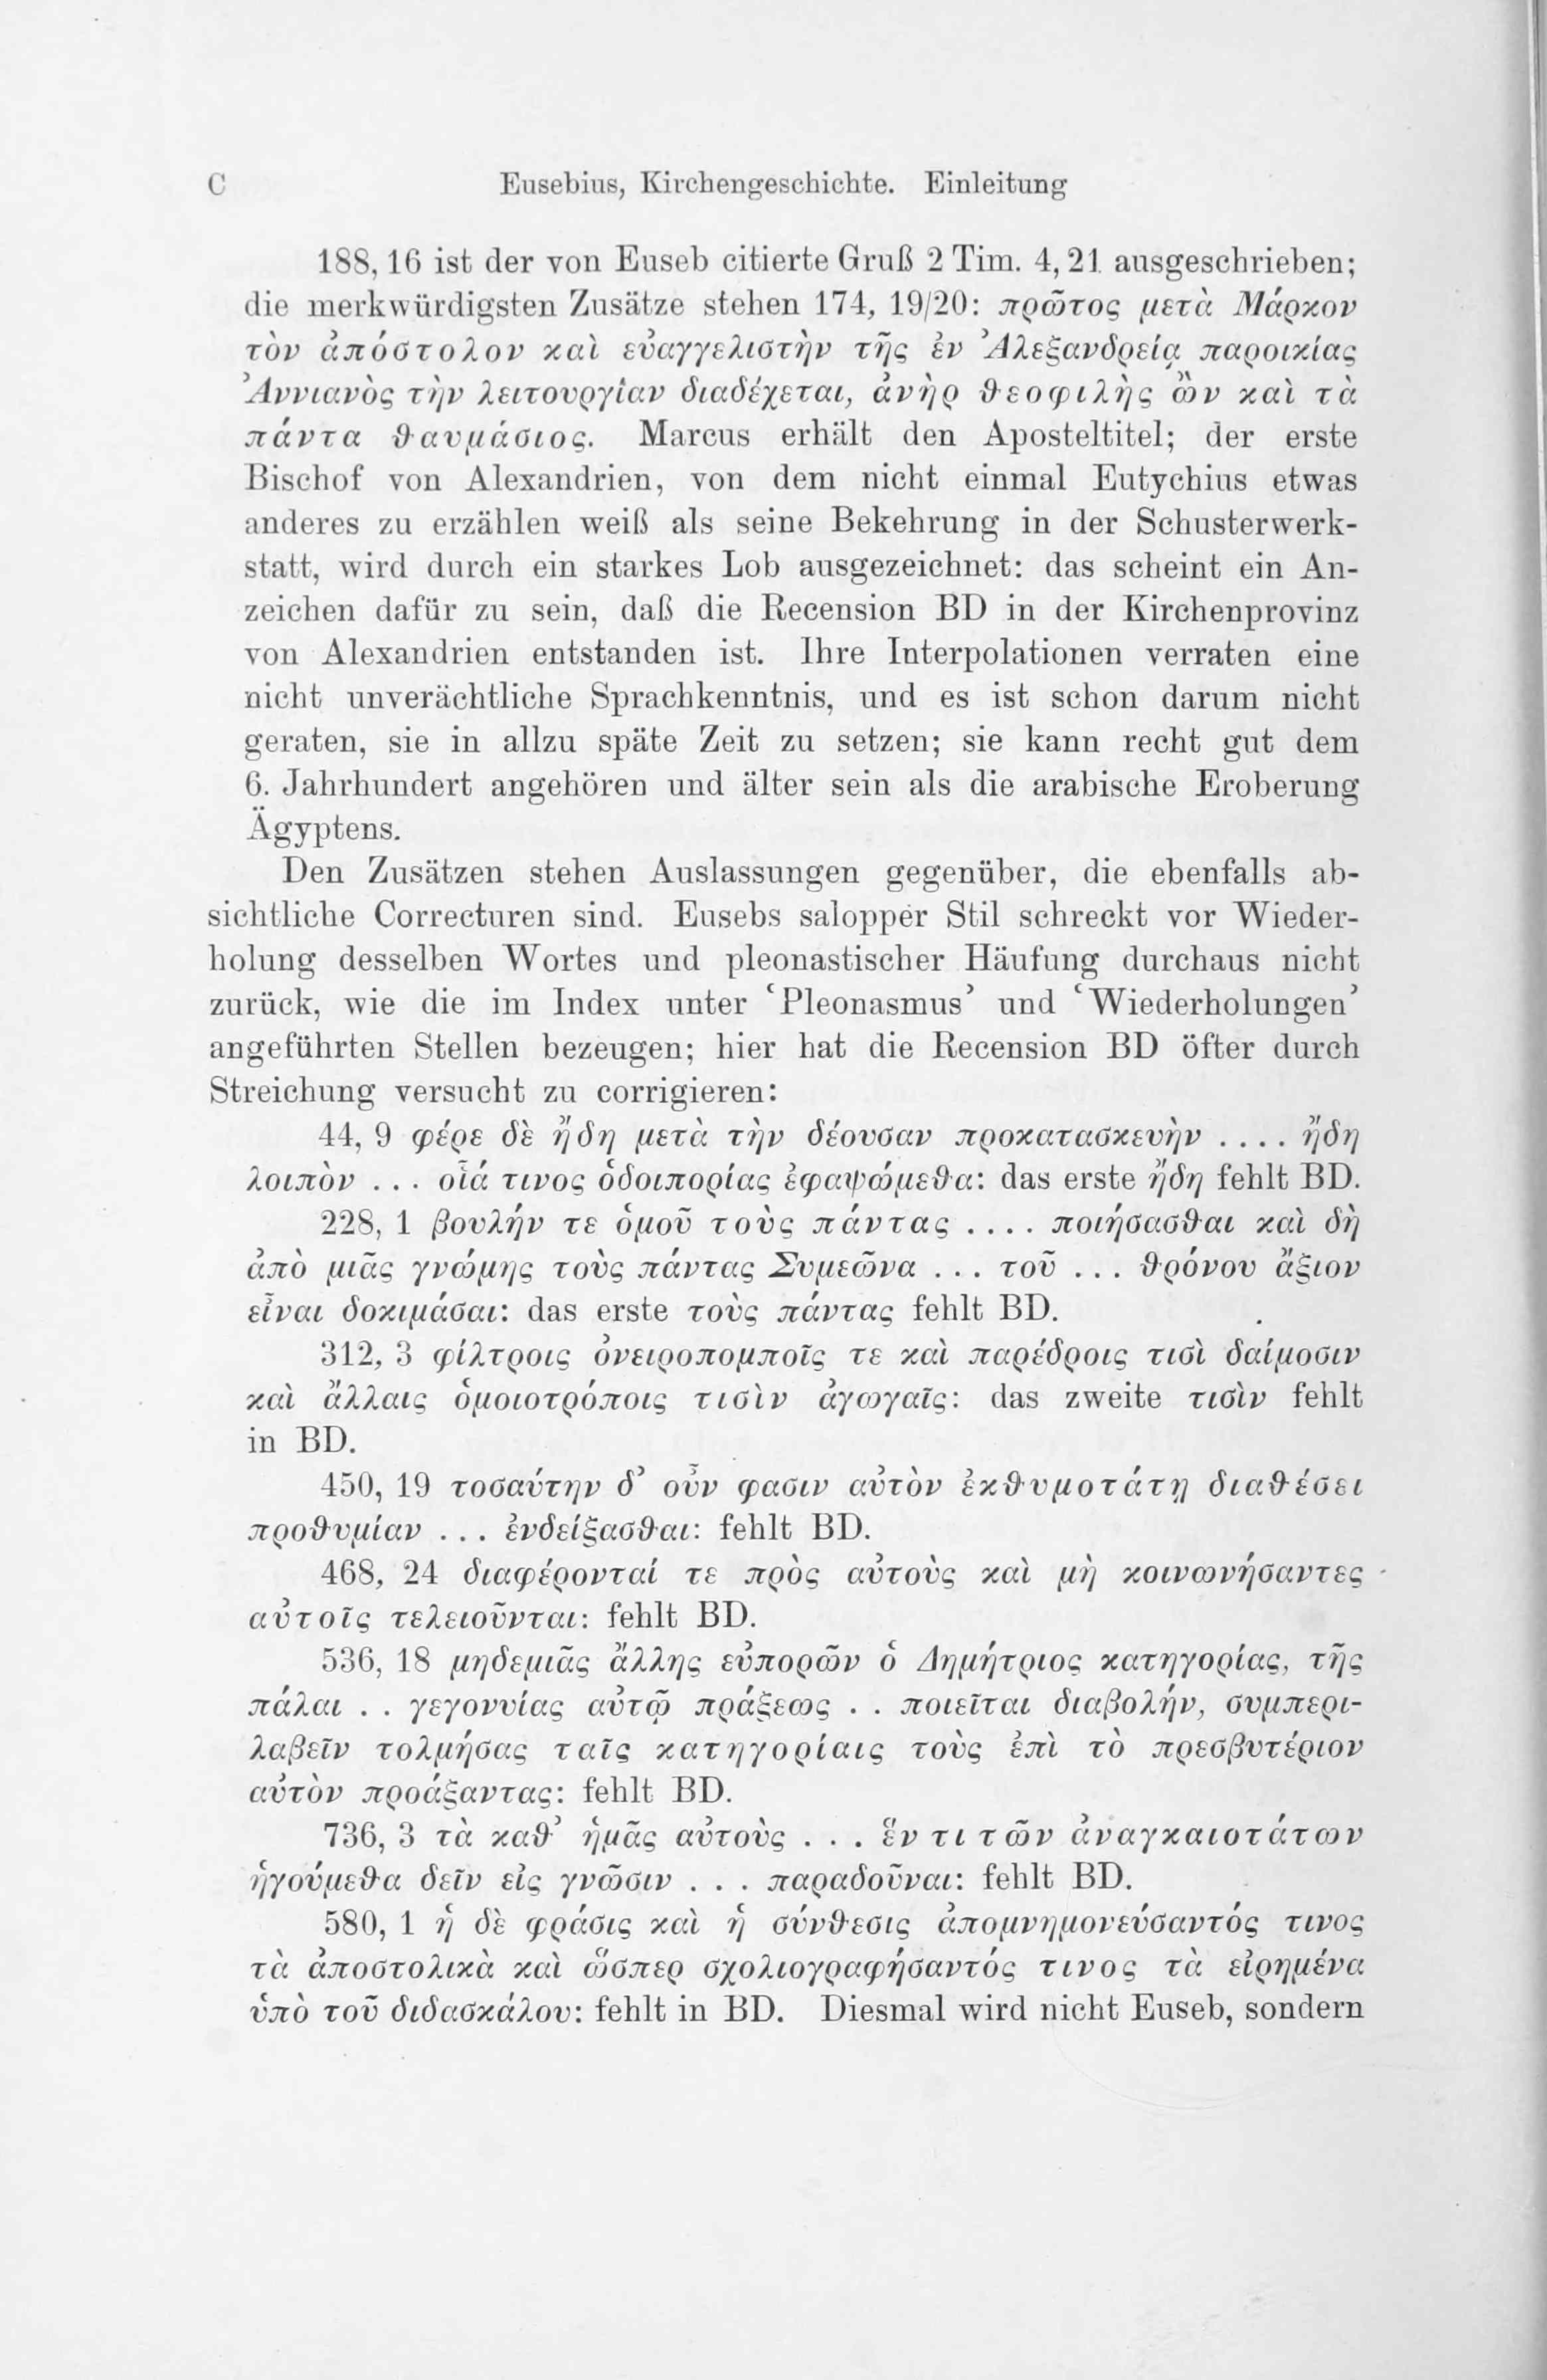 C Eusebius, Kirchengeschichte. Einleitung
188, 16 ist der von Euseb citierte Gruß 2 Tim. 4, 21 ausgeschrieben;
die merkwürdigsten Zusätze stehen 174, 19/20: πρῶτος μετὰ Μάρκον
τὸν ἀπόστολον καὶ εὐαγγελιστὴν τῆς ἐν Ἀλεξανδρείᾳ παροικίας
Ἀννιανὸς τὴν λειτουργίαν διαδέχεται, ἀνὴρ θεοφιλὴς ὢν καὶ τὰ
πάντα θαυμάσιος. Marcus erhält den Aposteltitel; der erste
Bischof von Alexandrien, von dem nicht einmal Eutychius etwas
anderes zu erzählen weiß als seine Bekehrung in der Schusterwerk-
statt, wird durch ein starkes Lob ausgezeichnet: das scheint ein An-
zeichen dafür zu sein, daß die Recension BD in der Kirchenprovinz
von Alexandrien entstanden ist. Ihre Interpolationen verraten eine
nicht unverächtliche Sprachkenntnis, und es ist schon darum nicht
geraten, sie in allzu späte Zeit zu setzen; sie kann recht gut dem
6. Jahrhundert angehören und älter sein als die arabische Eroberung
Ägyptens.
Den Zusätzen stehen Auslassungen gegenüber, die ebenfalls ab-
sichtliche Correcturen sind. Eusebs salopper Stil schreckt vor Wieder-
holung desselben Wortes und pleonastischer Häufung durchaus nicht
zurück, wie die im Index unter ‘Pleonasmus’ und ‘Wiederholungen’
angeführten Stellen bezeugen; hier hat die Recension BD öfter durch
Streichung versucht zu corrigieren:
44, 9 φέρε δὲ ἤδη μετὰ τὴν δέουσαν προκατασκευὴν .... ἤδη
λοιπὸν ... οἷά τινος ὁδοιπορίας ἐφαψώμεθα: das erste ἤδη fehlt BD.
228, 1 βουλήν τε ὁμοῦ τοὺς πάντας .... ποιήσασθαι καὶ δὴ
ἀπὸ μιᾶς γνώμης τοὺς πάντας Συμεῶνα ... τοῦ ... θρόνου ἄξιον
εἶναι δοκιμάσαι: das erste τοὺς πάντας fehlt BD.
312, 3 φίλτροις ὀνειροπομποῖς τε καὶ παρέδροις τισὶ δαίμοσιν
καὶ ἄλλαις ὁμοιοτρόποις τισὶν ἀγωγαῖς: das zweite τισὶν fehlt
in BD.
450, 19 τοσαύτην δ’ οὖν φασιν αὐτὸν ἐκθυμοτάτῃ διαθέσει
προθυμίαν ... ἐνδείξασθαι: fehlt BD.
468, 24 διαφέρονταί τε πρὸς αὐτοὺς καὶ μὴ κοινωνήσαντες
αὐτοῖς τελειοῦνται: fehlt BD.
536, 18 μηδεμιᾶς ἄλλης εὐπορῶν ὁ Δημήτριος κατηγορίας, τῆς
πάλαι .. γεγονυίας αὐτῷ πράξεως .. ποιεῖται διαβολήν, συμπερι-
λαβεῖν τολμήσας ταῖς κατηγορίαις τοὺς ἐπὶ τὸ πρεσβυτέριον
αὐτὸν προάξαντας: fehlt BD.
736, 3 τὰ καθ’ ἡμᾶς αὐτοὺς ... ἕν τι τῶν ἀναγκαιοτάτων
ἡγούμεθα δεῖν εἰς γνῶσιν ... παραδοῦναι: fehlt BD.
580, 1 ἡ δὲ φράσις καὶ ἡ σύνθεσις ἀπομνημονεύσαντός τινος
τὰ ἀποστολικὰ καὶ ὥσπερ σχολιογραφήσαντός τινος τὰ εἰρημένα
ὑπὸ τοῦ διδασκάλου: fehlt in BD. Diesmal wird nicht Euseb, sondern